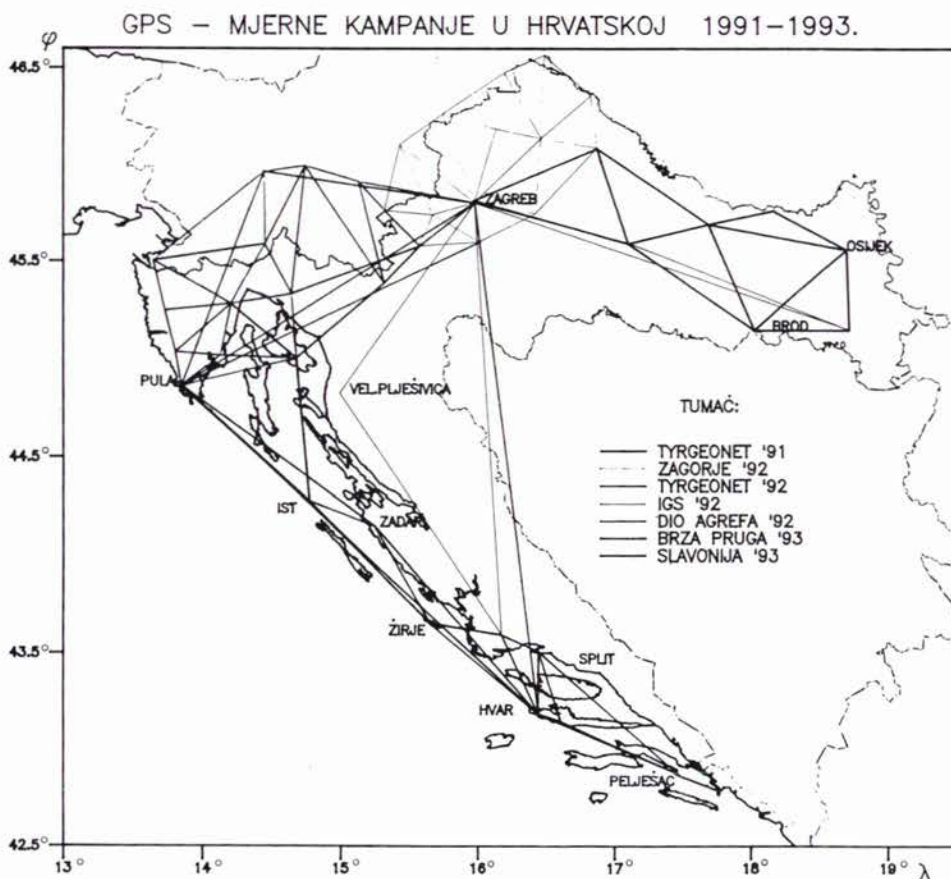 GPS – MJERNE KAMPANJE U HRVATSKOJ 1991–1993.
φ
46.5°
ZAGREB
45.5°
OSIJEK
BROD
PULA
VEL.PLJEŠIVICA
TUMAČ:
44.5°
TYRGEONET '91
ZAGORJE '92
TYRGEONET '92
IGS '92
DIO AGREFA '92
BRZA PRUGA '93
SLAVONIJA '93
IST
ZADAR
ŽIRJE
43.5°
SPLIT
HVAR
PELJEŠAC
42.5°
13 14° 15° 16° 17° 18° 19° λ